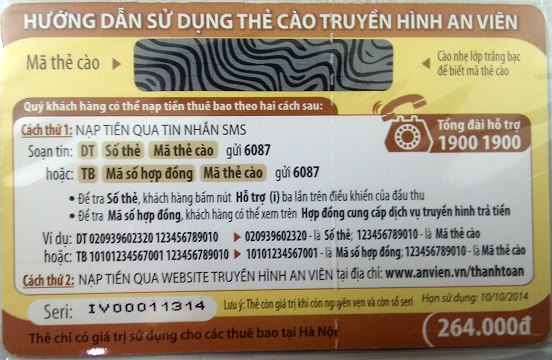 HƯỚNG DẪN SỬ DỤNG THẺ CÀO TRUYỀN HÌNH AN VIÊN
Mã thẻ cào
Cào nhẹ lớp trắng bạc
để biết mã thẻ cào
Quý khách hàng có thể nạp tiền thuê bao theo hai cách sau:
Cách thứ 1: NẠP TIỀN QUA TIN NHẮN SMS
Soạn tin: DT Số thẻ Mã thẻ cào gửi 6087
hoặc: TB Mã số hợp đồng Mã thẻ cào gửi 6087
Tổng đài hỗ trợ
1900 1900
• Để tra Số thẻ, khách hàng bấm nút Hỗ trợ (i) ba lần trên điều khiển của đầu thu
• Để tra Mã số hợp đồng, khách hàng có thể xem trên Hợp đồng cung cấp dịch vụ truyền hình trả tiền
Ví dụ: DT 020939602320 123456789010 020939602320 - là Số thẻ; 123456789010 - là Mã thẻ cào
hoặc: TB 10101234567001 123456789010 10101234567001 - là Mã số hợp đồng; 123456789010 - là Mã thẻ cào
Cách thứ 2: NẠP TIỀN QUA WEBSITE TRUYỀN HÌNH AN VIÊN tại địa chỉ: www.anvien.vn/thanhtoan
Seri: IV00011314
Lưu ý: Thẻ còn giá trị khi còn nguyên vẹn và còn số seri
Hạn sử dụng: 10/10/2014
Thẻ chỉ có giá trị sử dụng cho các thuê bao tại Hà Nội
264.000đ